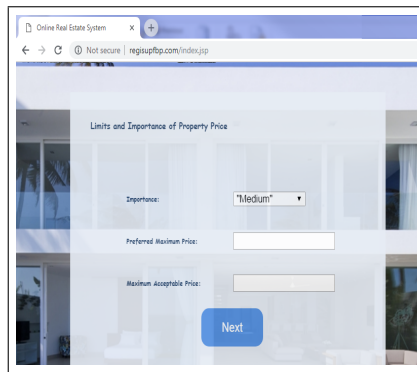 Online Real Estate System
Not secure | regisupfbp.com/index.jsp
Limits and Importance of Property Price
Importance:
"Medium"
Preferred Maximum Price:
Maximum Acceptable Price:
Next